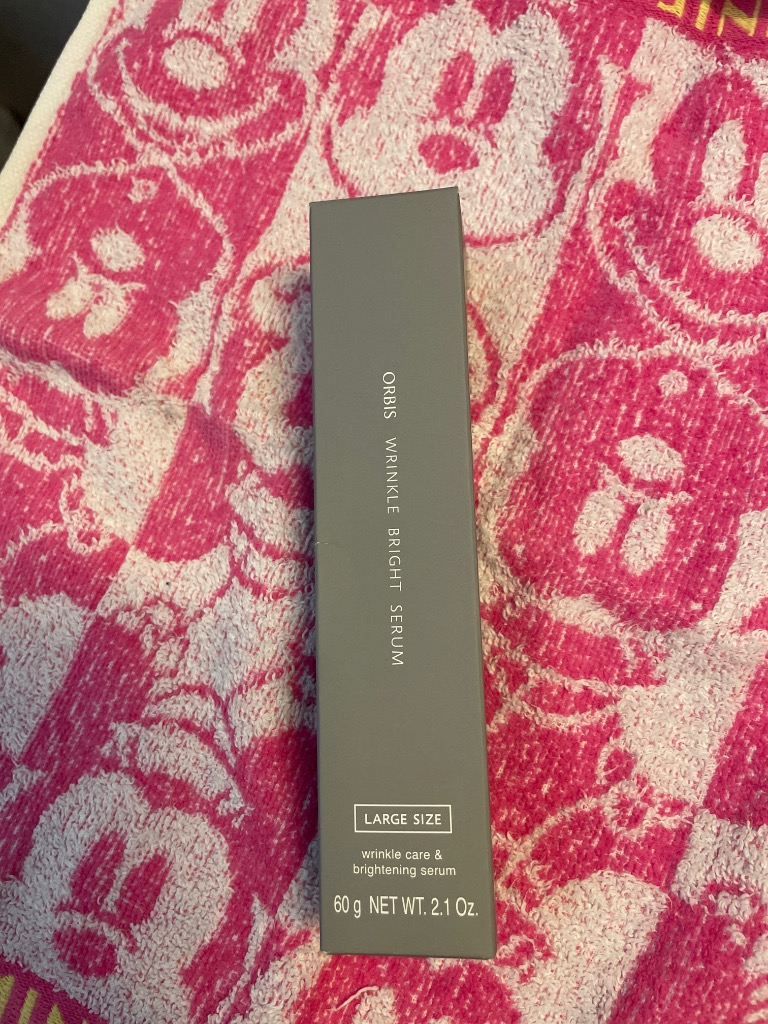 ORBIS WRINKLE BRIGHT SERUM
LARGE SIZE
wrinkle care &
brightening serum
60 g NET WT. 2.1 Oz.